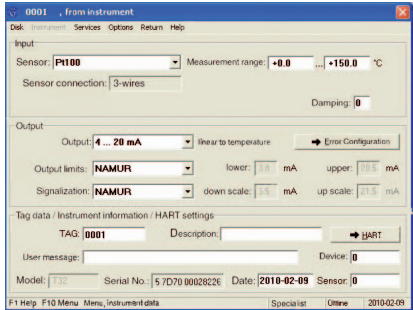 0001 , from instrument
Disk Instrument Services Options Return Help
Input
Sensor: Pt100 Measurement range: +0.0 ... +150.0 °C
Sensor connection: 3-wires
Damping: 0
Output
Output: 4 ... 20 mA linear to temperature ➔ Error Configuration
Output limits: NAMUR lower: 3.8 mA upper: 20.5 mA
Signalization: NAMUR down scale: 3.5 mA up scale: 21.5 mA
Tag data / Instrument information / HART settings
TAG: 0001 Description: ➔ HART
User message: Device: 0
Model: T32 Serial No.: 5 7D70 00028226 Date: 2010-02-09 Sensor: 0
F1 Help F10 Menu Menu, instrument data Specialist Offline 2010-02-09